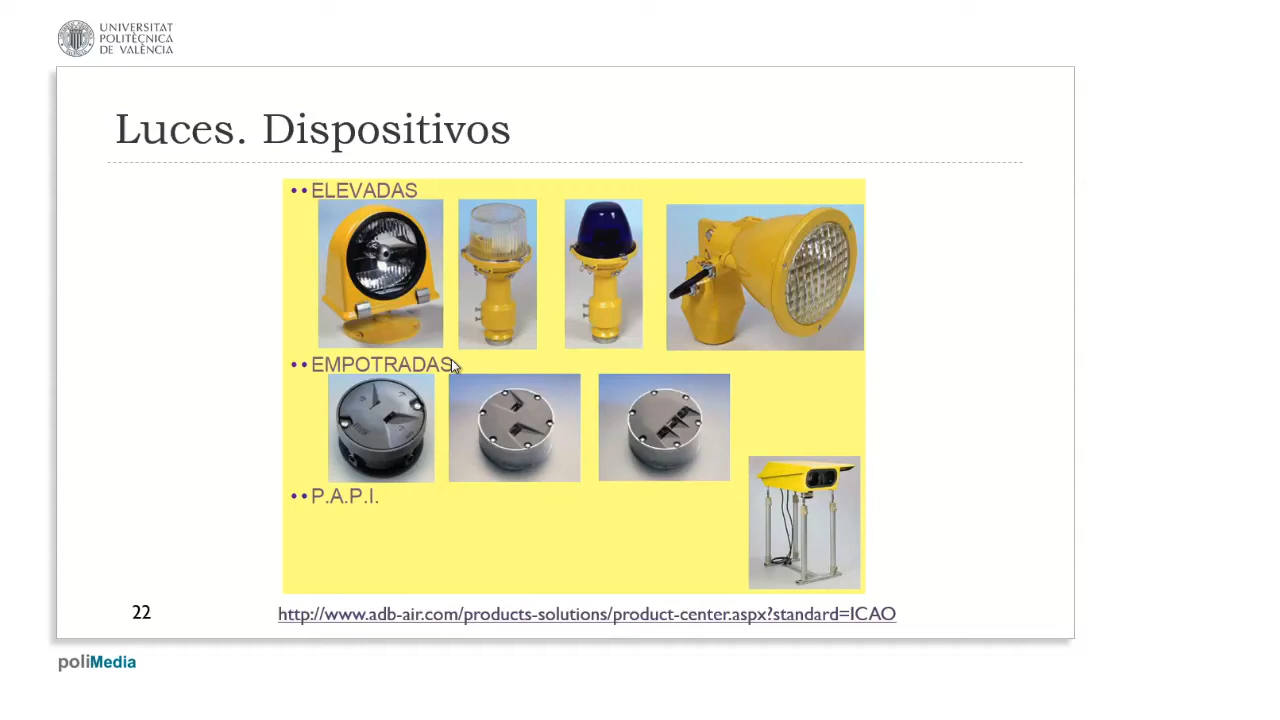 UNIVERSITAT
POLITÈCNICA
DE VALÈNCIA
Luces. Dispositivos
•• ELEVADAS
•• EMPOTRADAS
•• P.A.P.I.
22
http://www.adb-air.com/products-solutions/product-center.aspx?standard=ICAO
poliMedia